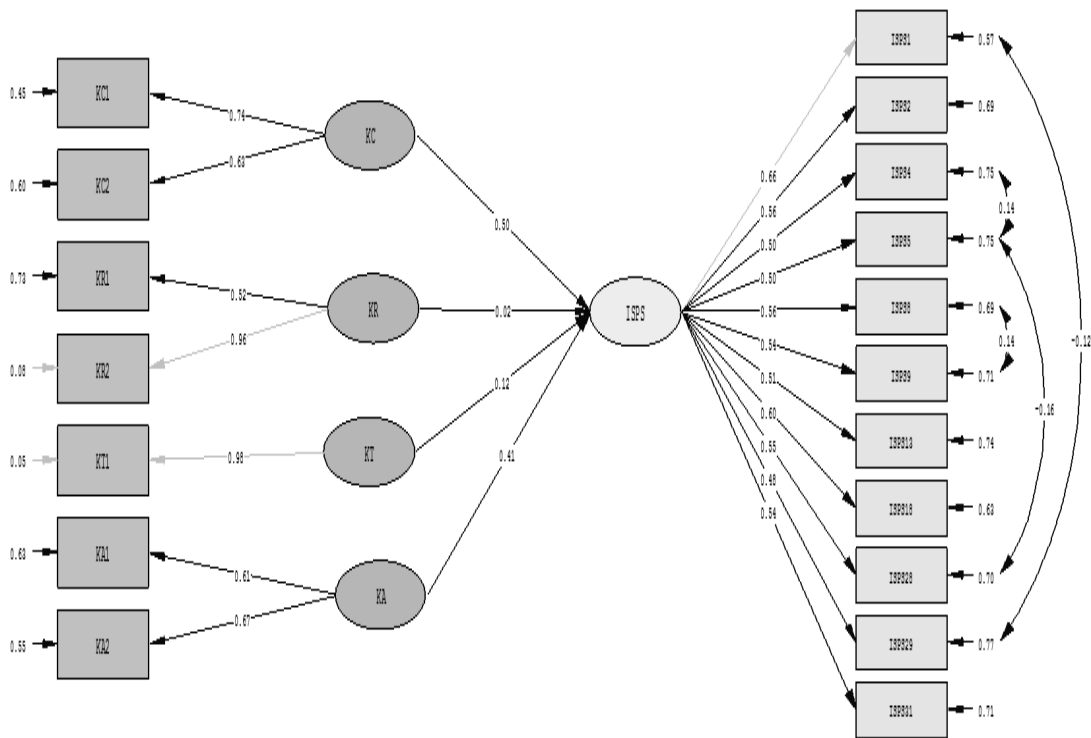 0.45
KC1
0.60
KC2
0.73
KR1
0.08
KR2
0.05
KT1
0.63
KA1
0.55
KA2
0.74
0.63
0.52
0.96
0.98
0.61
0.67
KC
KR
KT
KA
0.50
0.02
0.12
0.41
ISPS
0.66
0.56
0.50
0.50
0.56
0.54
0.51
0.60
0.55
0.48
0.54
ISPS1
0.57
ISPS2
0.69
ISPS4
0.75
ISPS5
0.75
ISPS8
0.69
ISPS9
0.71
ISPS13
0.74
ISPS18
0.63
ISPS28
0.70
ISPS29
0.77
ISPS31
0.71
0.14
0.14
-0.16
-0.12